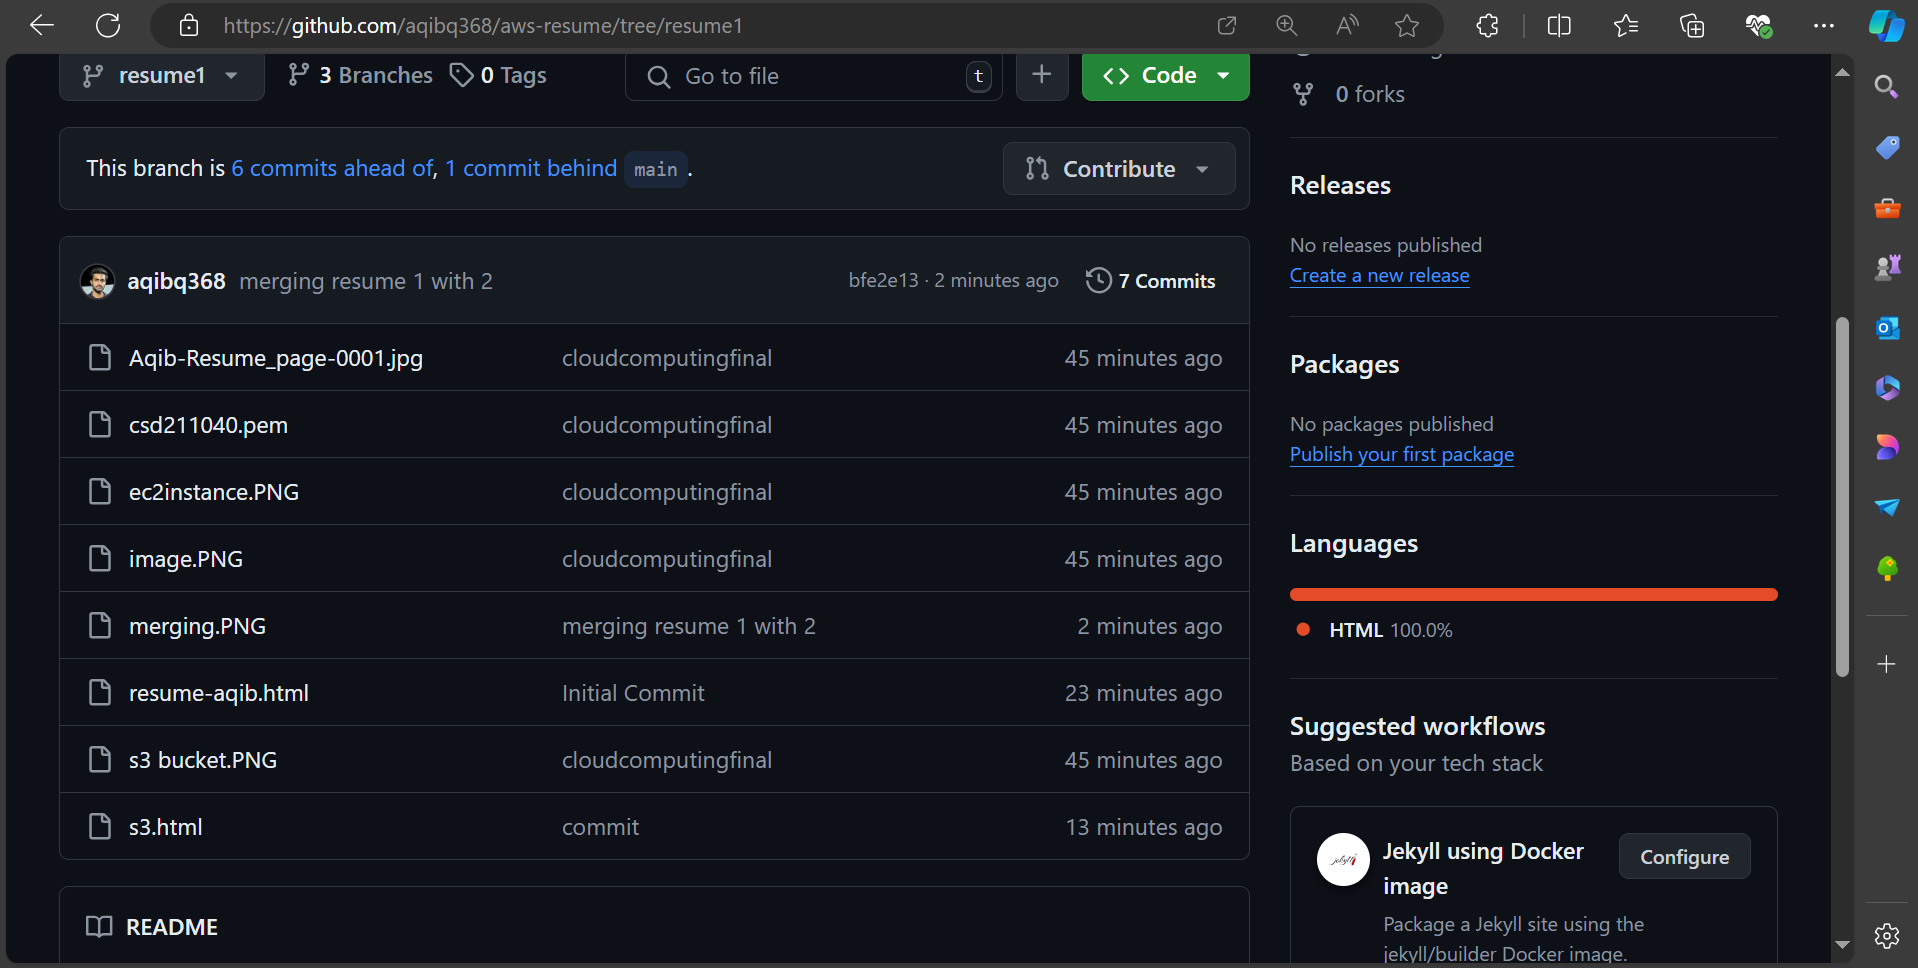 https://github.com/aqibq368/aws-resume/tree/resume1
resume1
3 Branches
0 Tags
Go to file
t
Code
0 forks
This branch is 6 commits ahead of, 1 commit behind main .
Contribute
aqibq368 merging resume 1 with 2
bfe2e13 · 2 minutes ago
7 Commits
Aqib-Resume_page-0001.jpg cloudcomputingfinal 45 minutes ago
csd211040.pem cloudcomputingfinal 45 minutes ago
ec2instance.PNG cloudcomputingfinal 45 minutes ago
image.PNG cloudcomputingfinal 45 minutes ago
merging.PNG merging resume 1 with 2 2 minutes ago
resume-aqib.html Initial Commit 23 minutes ago
s3 bucket.PNG cloudcomputingfinal 45 minutes ago
s3.html commit 13 minutes ago
README
Releases
No releases published
Create a new release
Packages
No packages published
Publish your first package
Languages
HTML 100.0%
Suggested workflows
Based on your tech stack
Jekyll using Docker
image
Configure
Package a Jekyll site using the
jekyll/builder Docker image.